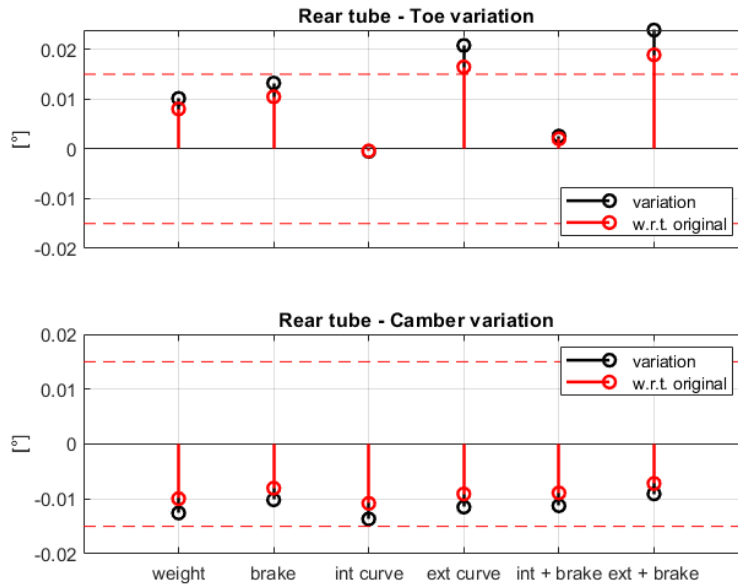 Rear tube - Toe variation
0.02
0.01
0
-0.01
-0.02
[°]
variation
w.r.t. original
Rear tube - Camber variation
0.02
0.01
0
-0.01
-0.02
[°]
variation
w.r.t. original
weight brake int curve ext curve int + brake ext + brake